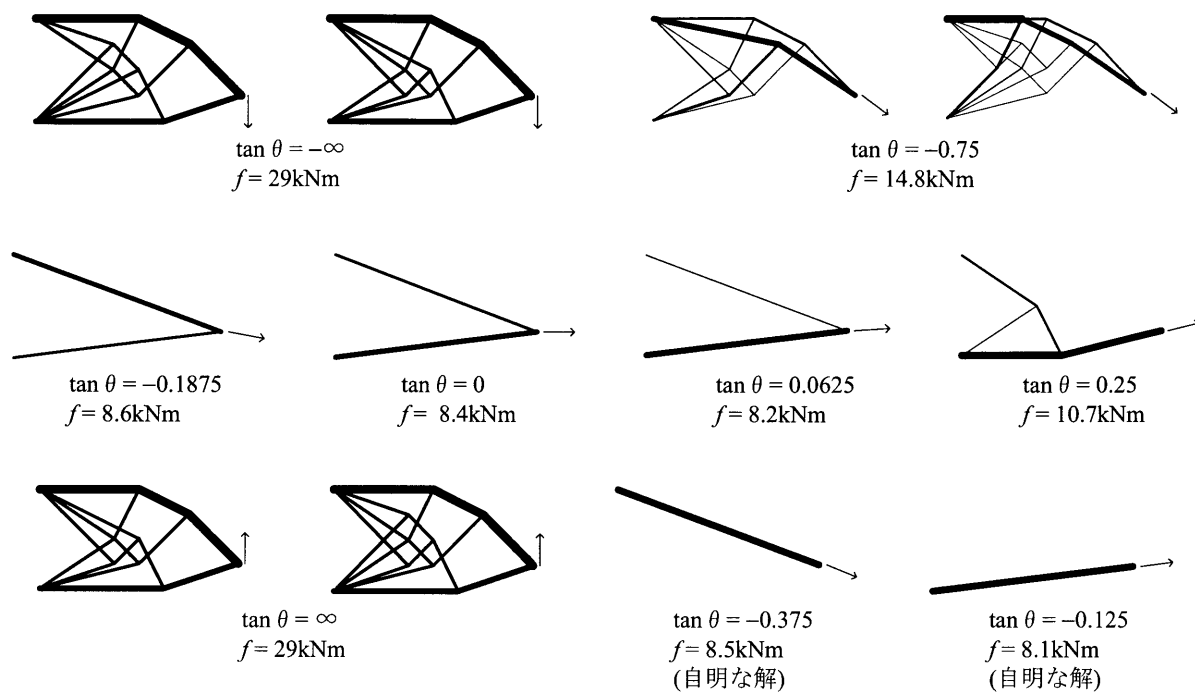 tan θ = −∞
f = 29kNm
tan θ = −0.75
f = 14.8kNm
tan θ = −0.1875
f = 8.6kNm
tan θ = 0
f = 8.4kNm
tan θ = 0.0625
f = 8.2kNm
tan θ = 0.25
f = 10.7kNm
tan θ = ∞
f = 29kNm
tan θ = −0.375
f = 8.5kNm
(自明な解)
tan θ = −0.125
f = 8.1kNm
(自明な解)